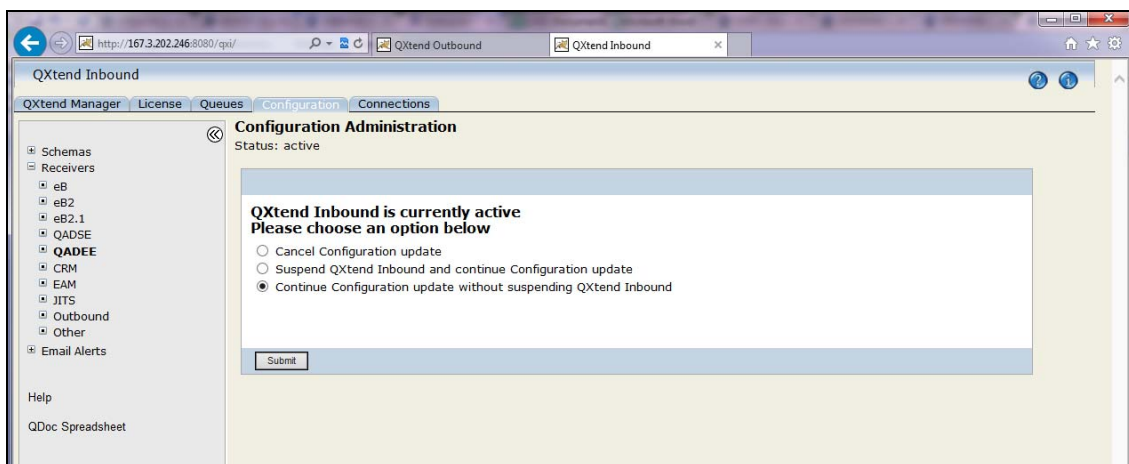 http://167.3.202.246:8080/qxi/
QXtend Outbound
QXtend Inbound
QXtend Inbound
QXtend Manager License Queues Configuration Connections
Configuration Administration
Status: active
Schemas
Receivers
eB
eB2
eB2.1
QADSE
QADEE
CRM
EAM
JITS
Outbound
Other
Email Alerts
Help
QDoc Spreadsheet
QXtend Inbound is currently active
Please choose an option below
Cancel Configuration update
Suspend QXtend Inbound and continue Configuration update
Continue Configuration update without suspending QXtend Inbound
Submit